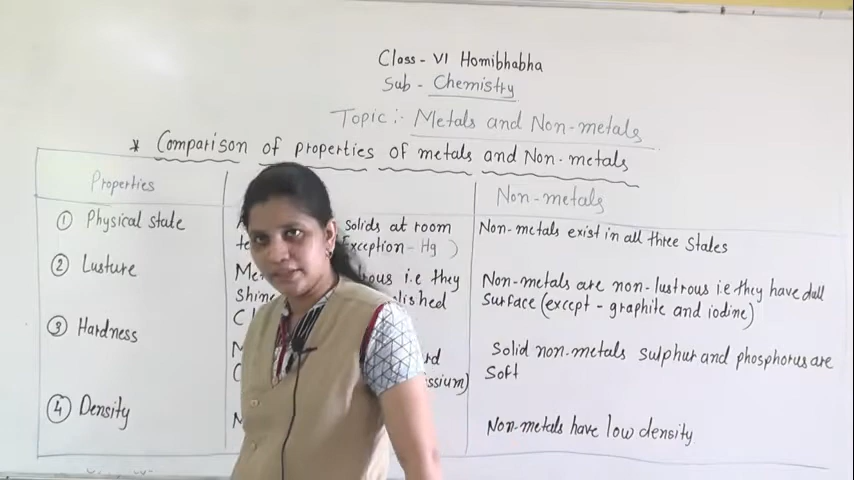 Class - VI Homibhabha
Sub - Chemistry
Topic :- Metals and Non-metals
* Comparison of properties of metals and Non-metals
Properties
Non-metals
① Physical state
solids at room
(Exception - Hg )
Non-metals exist in all three states
② Lusture
i.e they
Shine
Non-metals are non-lustrous i.e they have dull
surface (except - graphite and iodine)
③ Hardness
Solid non-metals sulphur and phosphorus are
soft
④ Density
Non-metals have low density